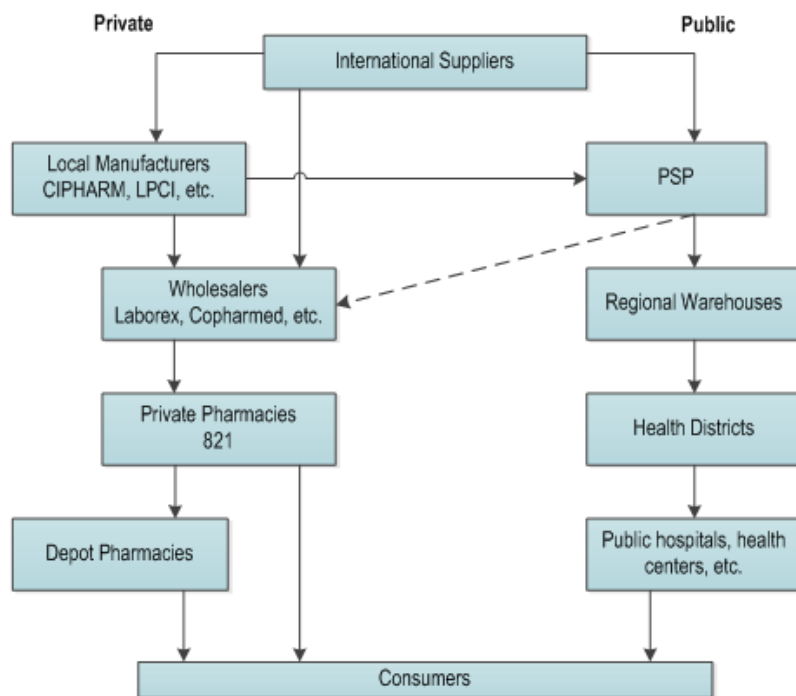 Private
Public
International Suppliers
Local Manufacturers
CIPHARM, LPCI, etc.
PSP
Wholesalers
Laborex, Copharmed, etc.
Regional Warehouses
Private Pharmacies
821
Health Districts
Depot Pharmacies
Public hospitals, health
centers, etc.
Consumers